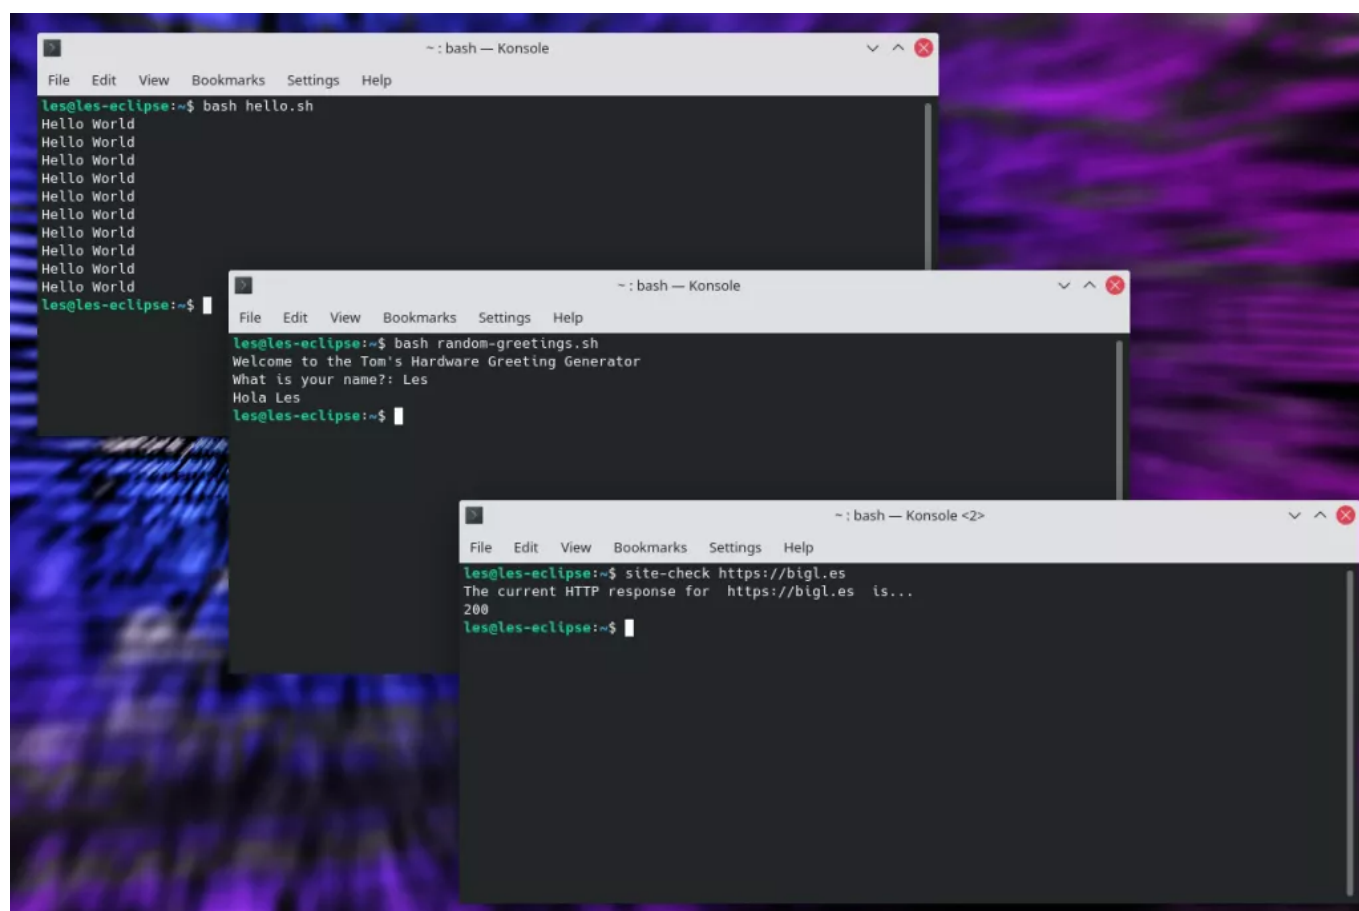 ~ : bash — Konsole
File Edit View Bookmarks Settings Help
les@les-eclipse:~$ bash hello.sh
Hello World
Hello World
Hello World
Hello World
Hello World
Hello World
Hello World
Hello World
Hello World
Hello World
les@les-eclipse:~$
~ : bash — Konsole
File Edit View Bookmarks Settings Help
les@les-eclipse:~$ bash random-greetings.sh
Welcome to the Tom's Hardware Greeting Generator
What is your name?: Les
Hola Les
les@les-eclipse:~$
~ : bash — Konsole <2>
File Edit View Bookmarks Settings Help
les@les-eclipse:~$ site-check https://bigl.es
The current HTTP response for  https://bigl.es  is...
200
les@les-eclipse:~$